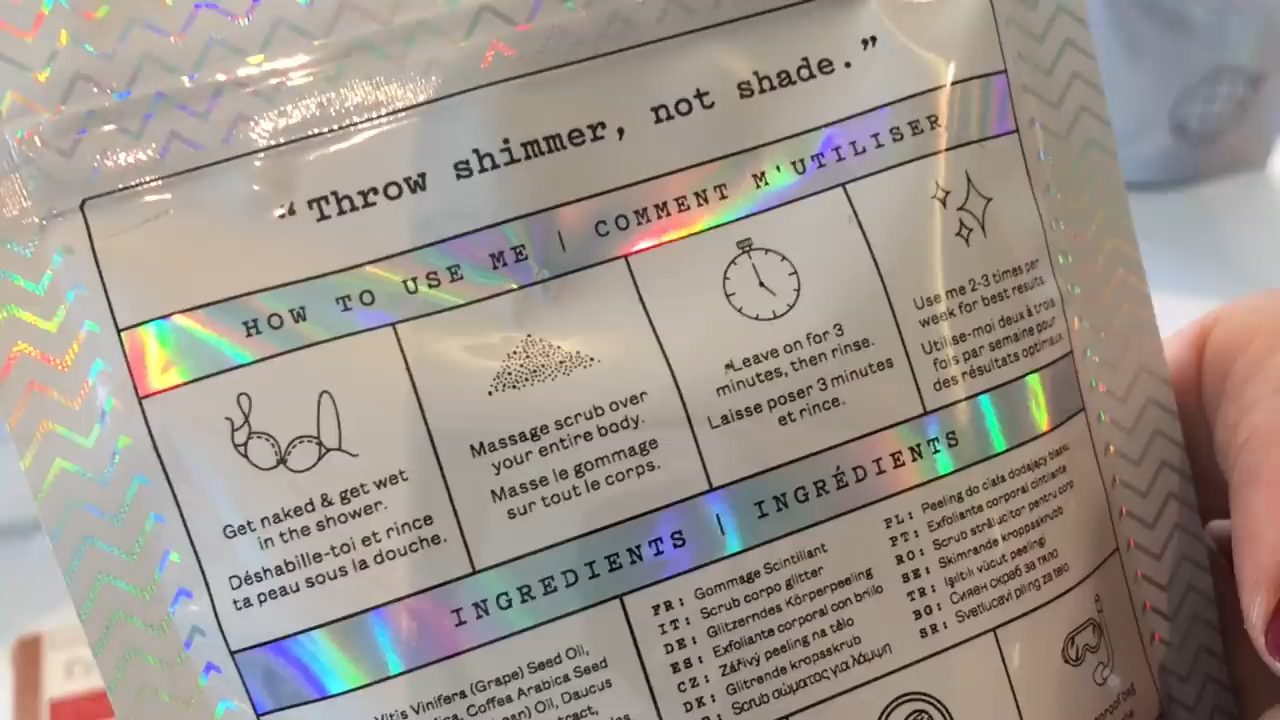 “Throw shimmer, not shade.”
HOW TO USE ME | COMMENT M'UTILISER
Get naked & get wet
in the shower.
Déshabille-toi et rince
ta peau sous la douche.
Massage scrub over
your entire body.
Masse le gommage
sur tout le corps.
*Leave on for 3
minutes, then rinse.
Laisse poser 3 minutes
et rince.
Use me 2-3 times per
week for best results.
Utilise-moi deux à trois
fois par semaine pour
des résultats optimaux.
INGREDIENTS | INGRÉDIENTS
Vitis Vinifera (Grape) Seed Oil,
Coffea Arabica Seed
Oil, Daucus
FR: Gommage Scintillant
IT: Scrub corpo glitter
DE: Glitzerndes Körperpeeling
ES: Exfoliante corporal con brillo
CZ: Zářivý peeling na tělo
DK: Glitrende kropsskrub
Scrub σώματος για λάμψη
PL: Peeling do ciała dodający blasku
PT: Exfoliante corporal cintilante
RO: Scrub strălucitor pentru corp
SE: Skimrande kroppsskrubb
TR: Işıltılı vücut peelingi
BG: Сияен скраб за тяло
SR: Svetlucavi piling za telo